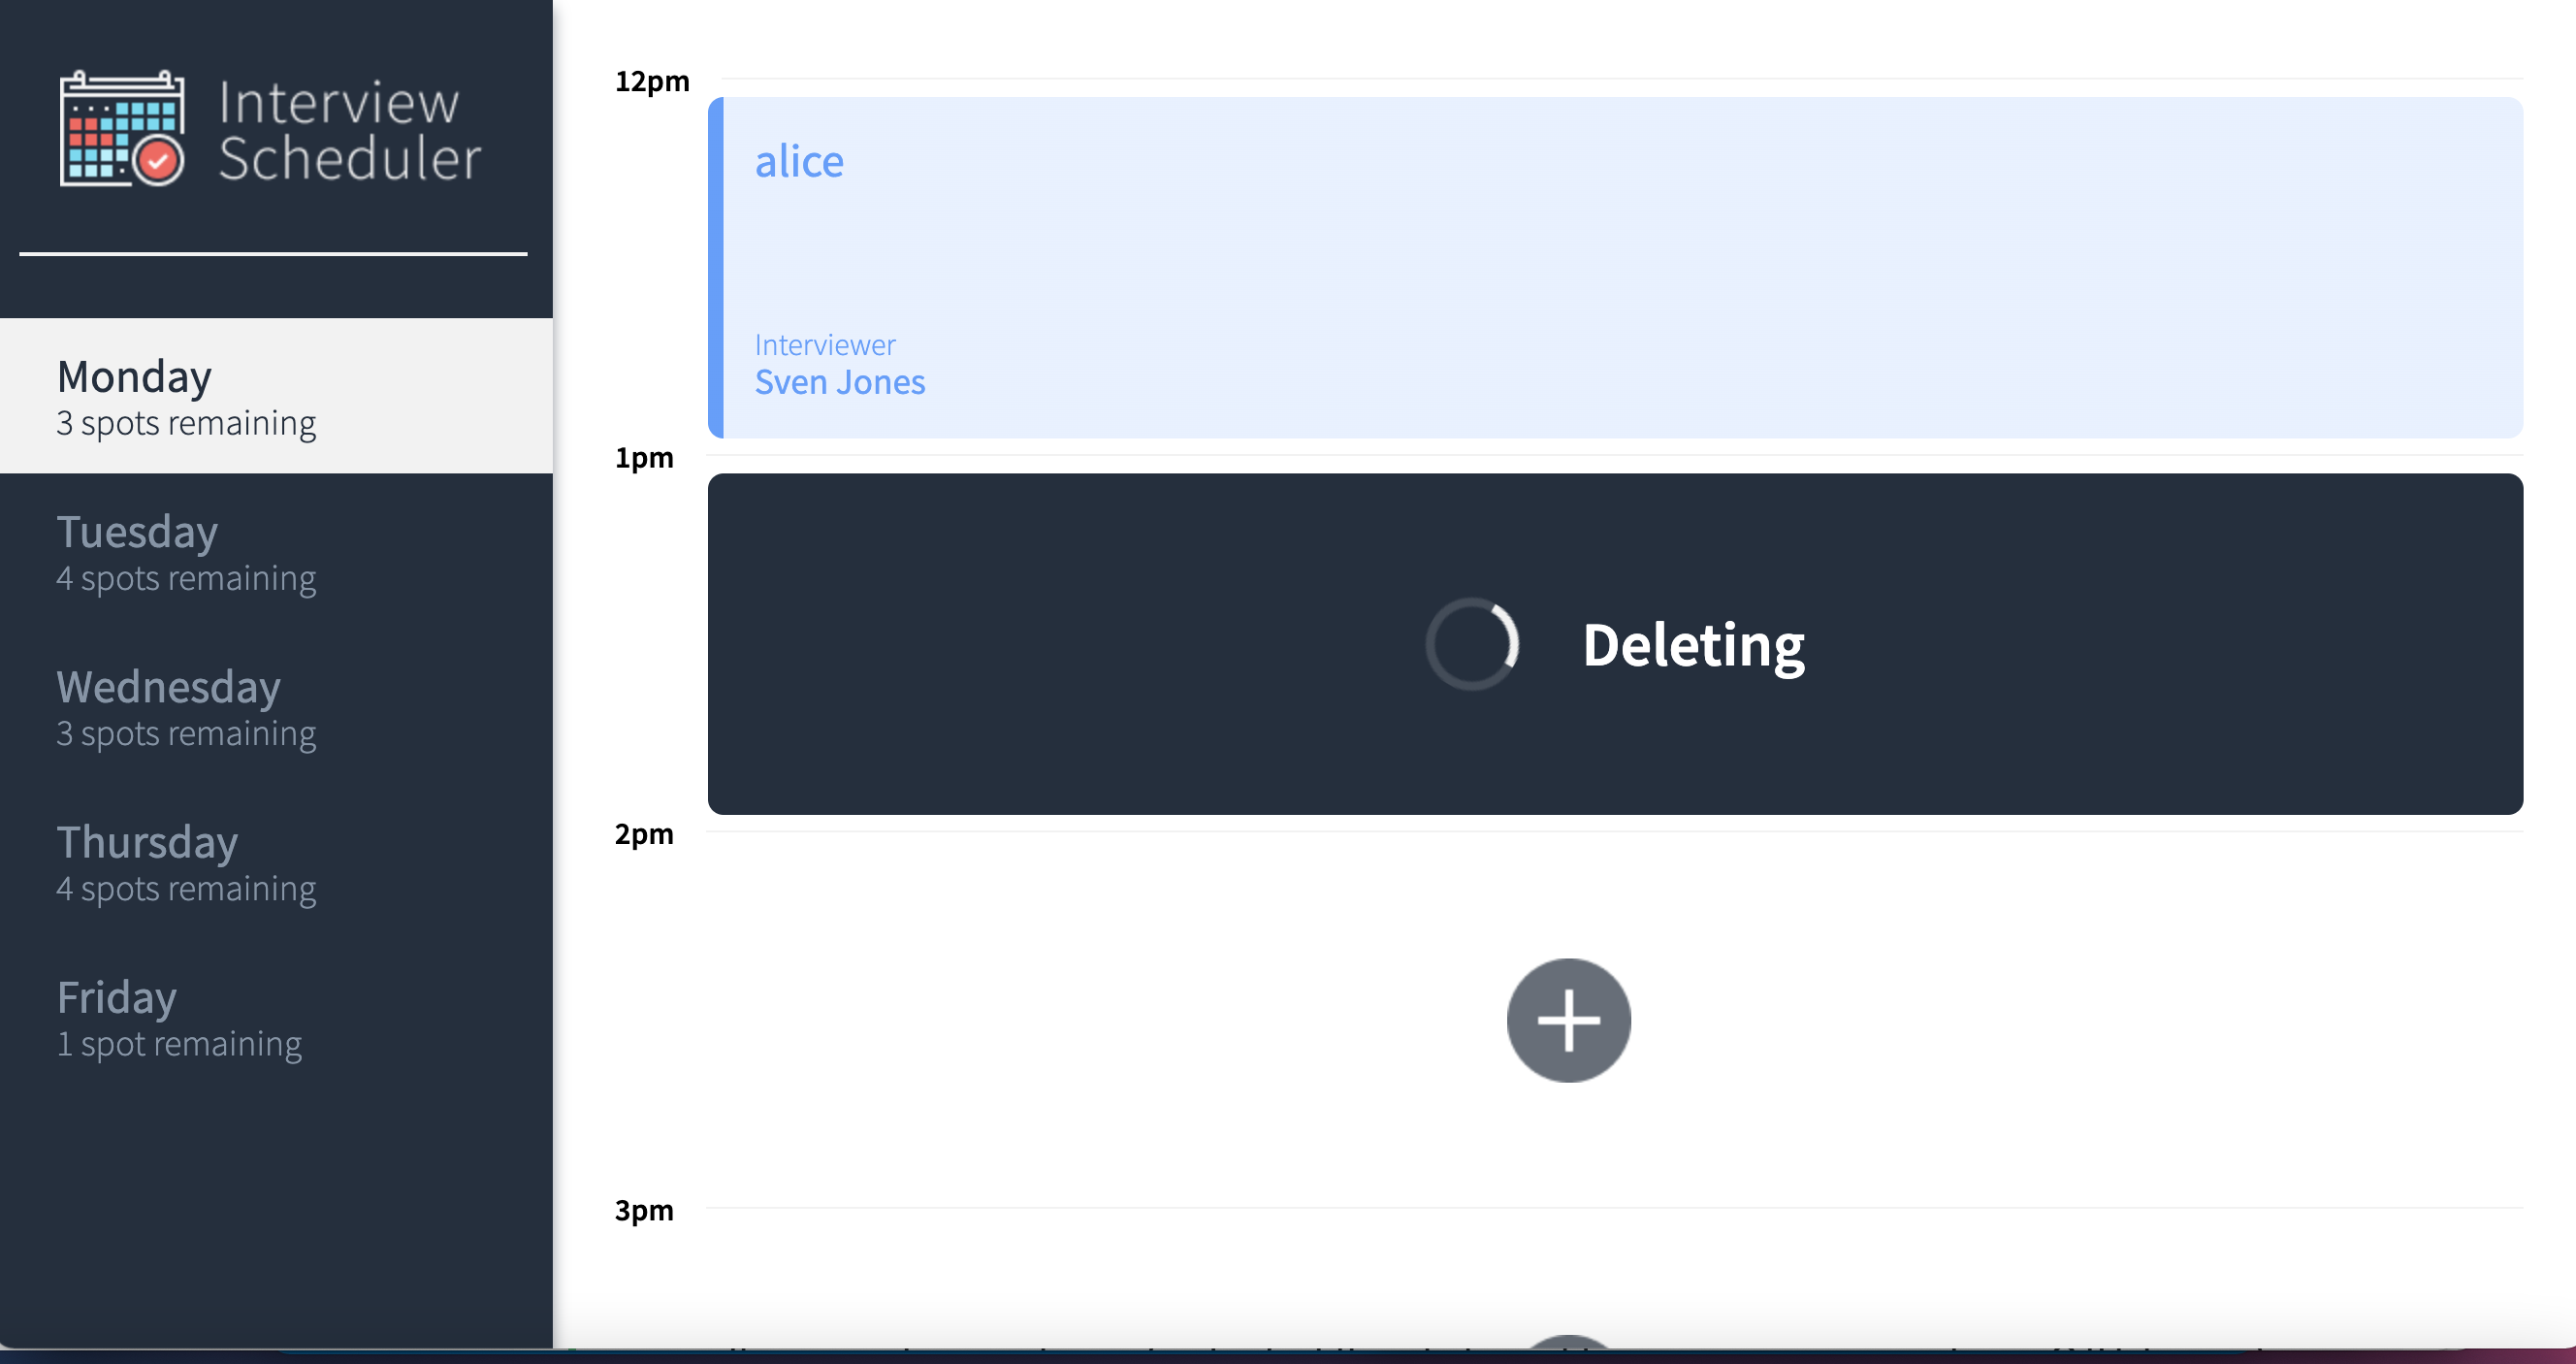 Interview
Scheduler
Monday
3 spots remaining
Tuesday
4 spots remaining
Wednesday
3 spots remaining
Thursday
4 spots remaining
Friday
1 spot remaining
12pm
alice
Interviewer
Sven Jones
1pm
Deleting
2pm
3pm